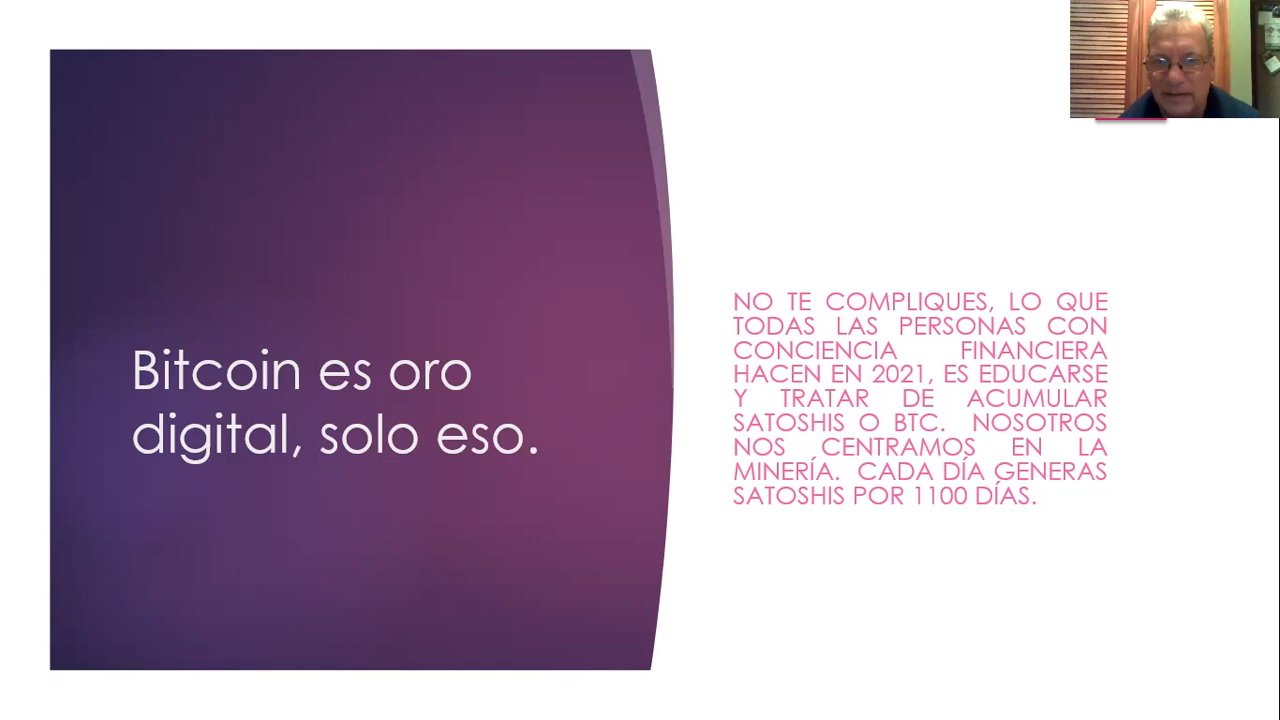 Bitcoin es oro
digital, solo eso.
NO TE COMPLIQUES, LO QUE
TODAS LAS PERSONAS CON
CONCIENCIA FINANCIERA
HACEN EN 2021, ES EDUCARSE
Y TRATAR DE ACUMULAR
SATOSHIS O BTC. NOSOTROS
NOS CENTRAMOS EN LA
MINERÍA. CADA DÍA GENERAS
SATOSHIS POR 1100 DÍAS.